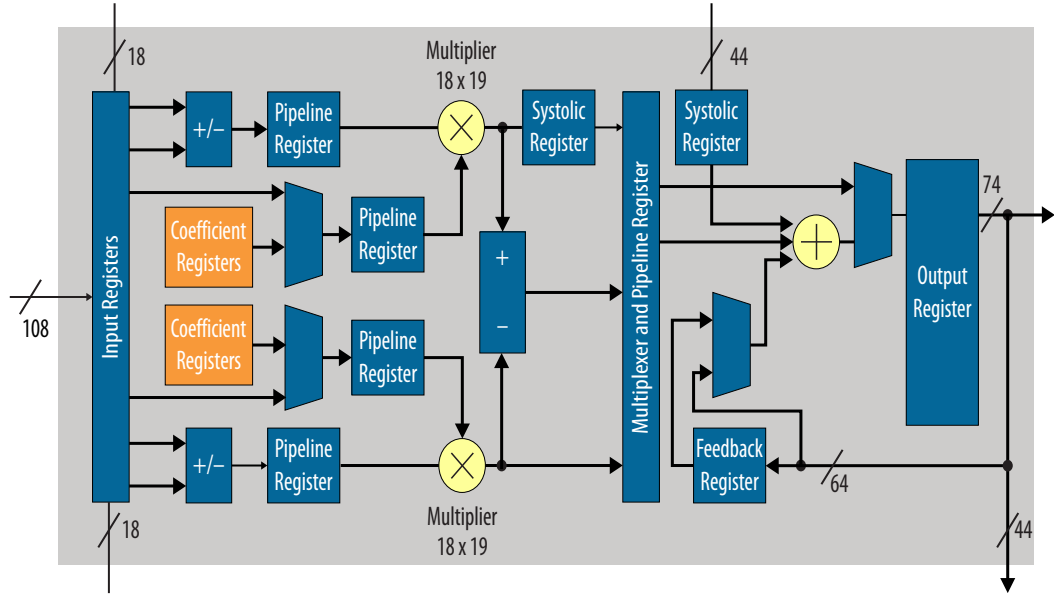 18
44
Multiplier
18 x 19
+/−
Pipeline
Register
×
Systolic
Register
Systolic
Register
74
Coefficient
Registers
Pipeline
Register
Input Registers
108
+
−
Multiplexer and Pipeline Register
+
Output
Register
Coefficient
Registers
Pipeline
Register
+/−
Pipeline
Register
×
Feedback
Register
64
18
Multiplier
18 x 19
44